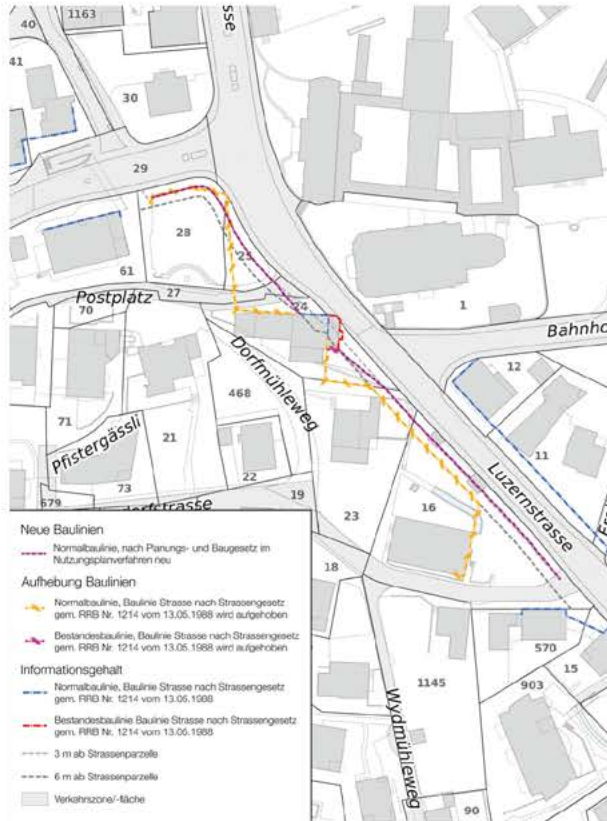 1163
sse
40
41
30
29
28
25
61
27
24
1
Postplatz
70
Bahnho
Dorfmühleweg
12
468
71
Pfistergässli
21
11
Luzernstrasse
22
73
16
679
dorfstrasse
19
23
18
Neue Baulinien
Normalbaulinie, nach Planungs- und Baugesetz im
Nutzungsplanverfahren neu
Aufhebung Baulinien
Normalbaulinie, Baulinie Strasse nach Strassengesetz
gem. RRB Nr. 1214 vom 13.05.1988 wird aufgehoben
Bestandesbaulinie, Baulinie Strasse nach Strassengesetz
gem. RRB Nr. 1214 vom 13.05.1988 wird aufgehoben
Informationsgehalt
Normalbaulinie, Baulinie Strasse nach Strassengesetz
gem. RRB Nr. 1214 vom 13.05.1988
Bestandesbaulinie Baulinie Strasse nach Strassengesetz
gem. RRB Nr. 1214 vom 13.05.1988
3 m ab Strassenparzelle
6 m ab Strassenparzelle
Verkehrszone/-fläche
570
15
1145
903
Wydmühleweg
90